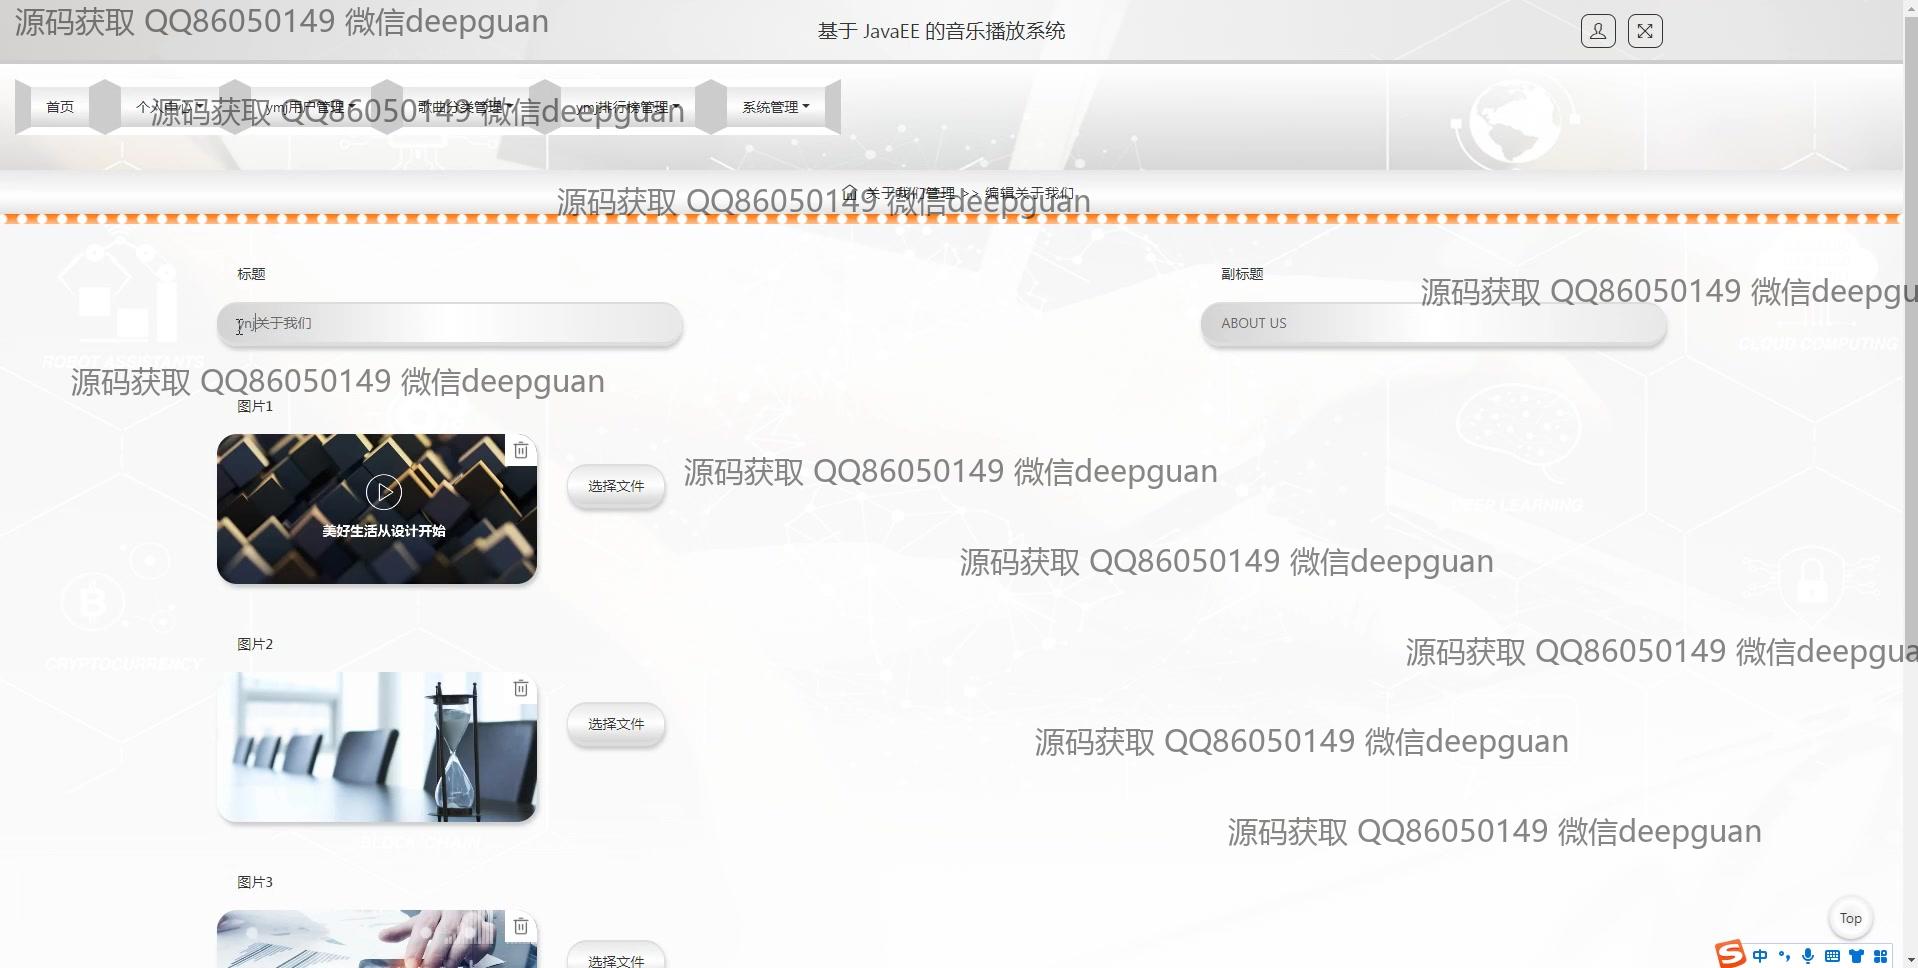 源码获取 QQ86050149 微信deepguan
基于 JavaEE 的音乐播放系统
首页
个人中心
ymj用户管理
歌曲分类管理
ymj排行榜管理
系统管理
源码获取 QQ86050149 微信deepguan
关于我们管理 >> 编辑关于我们
源码获取 QQ86050149 微信deepguan
标题
副标题
源码获取 QQ86050149 微信deepgu
ymj关于我们
ABOUT US
ROBOT ASSISTANTS
CLOUD COMPUTING
源码获取 QQ86050149 微信deepguan
图片1
美好生活从设计开始
选择文件
源码获取 QQ86050149 微信deepguan
DEEP LEARNING
源码获取 QQ86050149 微信deepguan
图片2
源码获取 QQ86050149 微信deepgua
CRYPTOCURRENCY
选择文件
源码获取 QQ86050149 微信deepguan
源码获取 QQ86050149 微信deepguan
BLOCK CHAIN
图片3
选择文件
Top
中